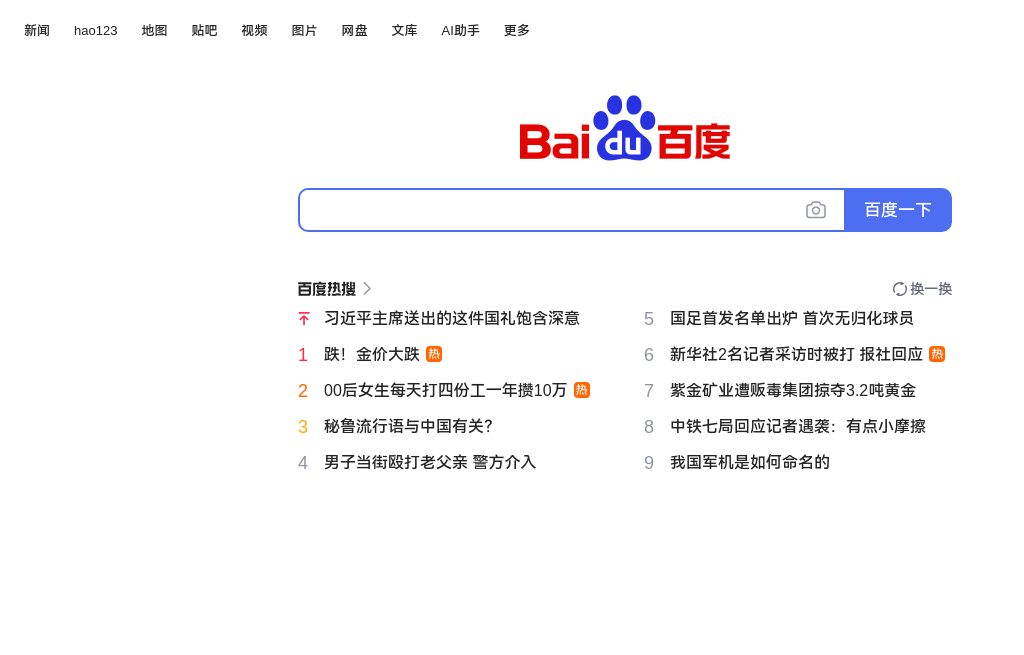 新闻 hao123 地图 贴吧 视频 图片 网盘 文库 AI助手 更多
Bai du 百度
百度一下
百度热搜 换一换
习近平主席送出的这件国礼饱含深意
1 跌！金价大跌 热
2 00后女生每天打四份工一年攒10万 热
3 秘鲁流行语与中国有关？
4 男子当街殴打老父亲 警方介入
5 国足首发名单出炉 首次无归化球员
6 新华社2名记者采访时被打 报社回应 热
7 紫金矿业遭贩毒集团掠夺3.2吨黄金
8 中铁七局回应记者遇袭：有点小摩擦
9 我国军机是如何命名的